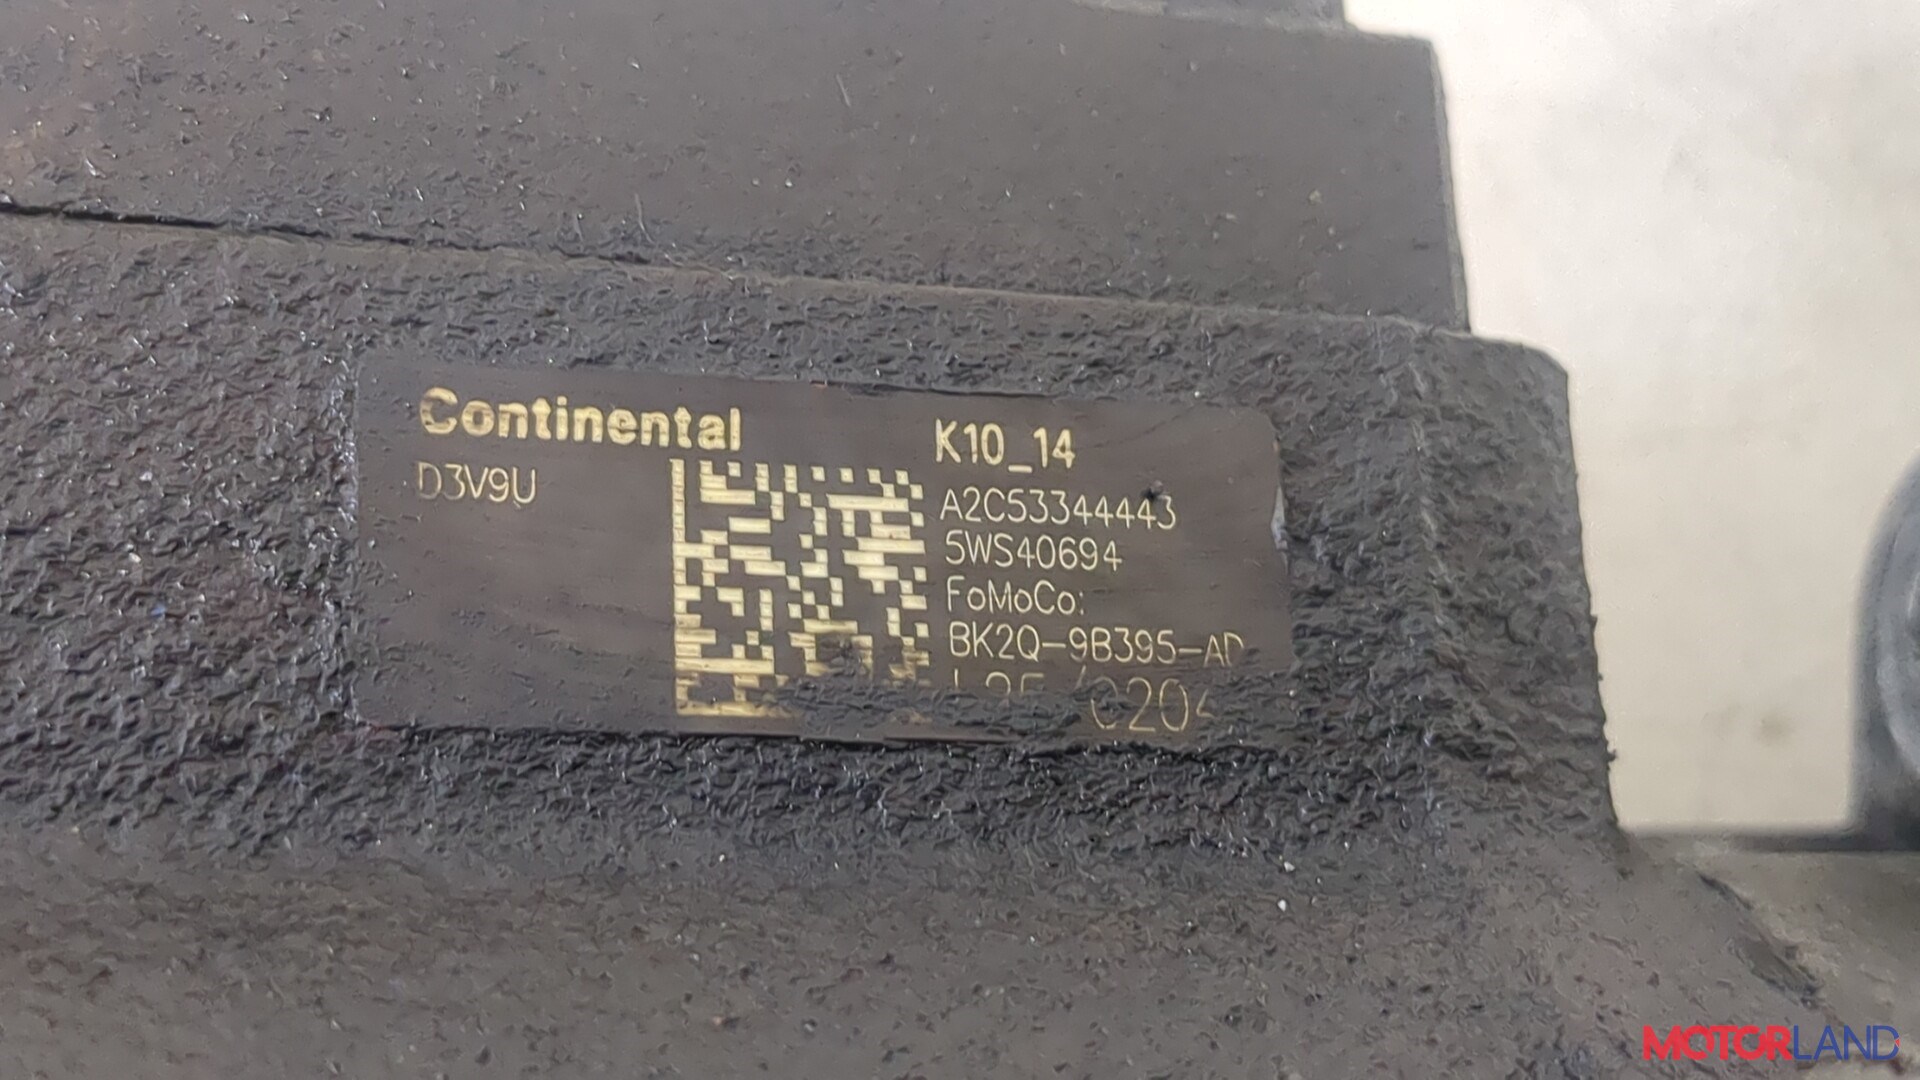 Continental
D3V9U
K10_14
A2C53344443
5WS40694
FoMoCo:
BK2Q-9B395-AD
MOTORLAND